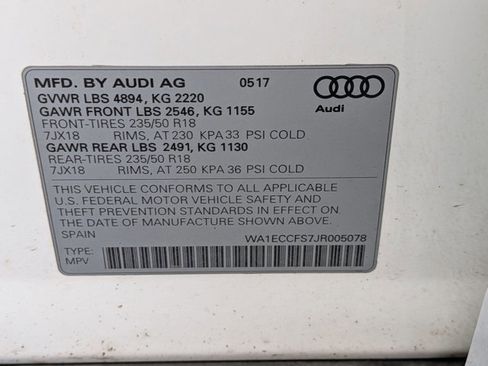 MFD. BY AUDI AG 0517
GVWR LBS 4894, KG 2220
GAWR FRONT LBS 2546, KG 1155
FRONT-TIRES 235/50 R18
7JX18 RIMS, AT 230 KPA 33 PSI COLD
GAWR REAR LBS 2491, KG 1130
REAR-TIRES 235/50 R18
7JX18 RIMS, AT 250 KPA 36 PSI COLD
THIS VEHICLE CONFORMS TO ALL APPLICABLE
U.S. FEDERAL MOTOR VEHICLE SAFETY AND
THEFT PREVENTION STANDARDS IN EFFECT ON
THE DATE OF MANUFACTURE SHOWN ABOVE.
SPAIN WA1ECCFS7JR005078
TYPE:
MPV
Audi